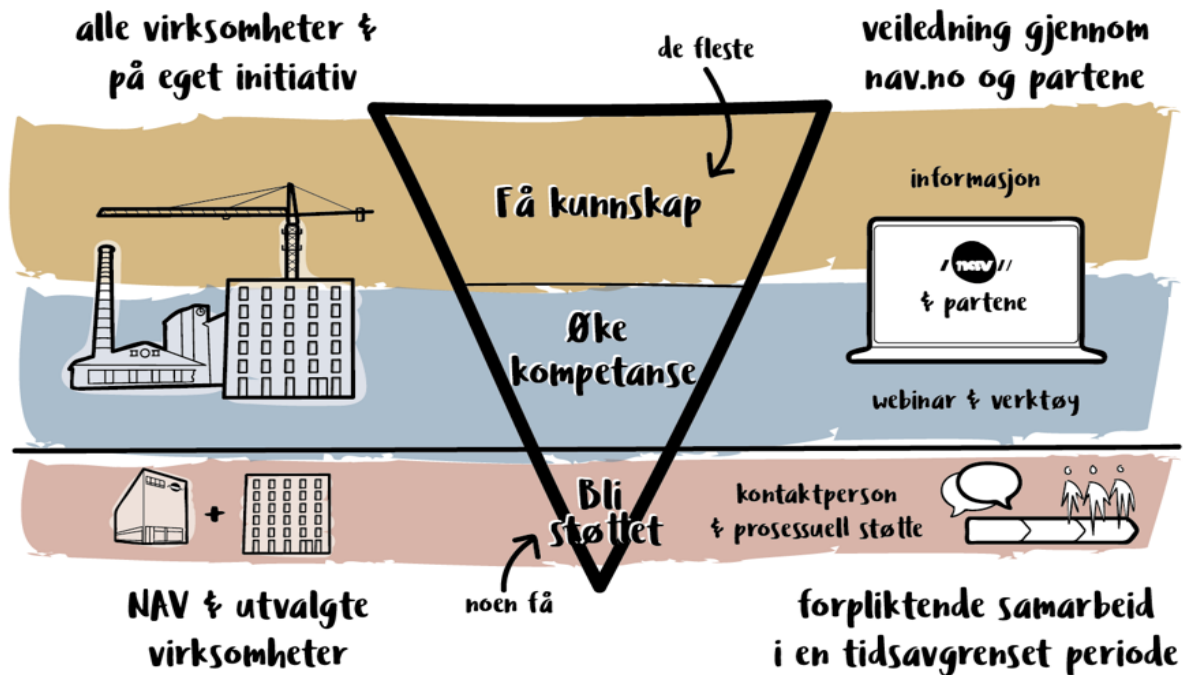 alle virksomheter &
på eget initiativ
de fleste
veiledning gjennom
nav.no og partene
Få kunnskap
informasjon
nav
& partene
Øke
kompetanse
webinar & verktøy
Bli
støttet
+
kontaktperson
& prosessuell støtte
noen få
NAV & utvalgte
virksomheter
forpliktende samarbeid
i en tidsavgrenset periode